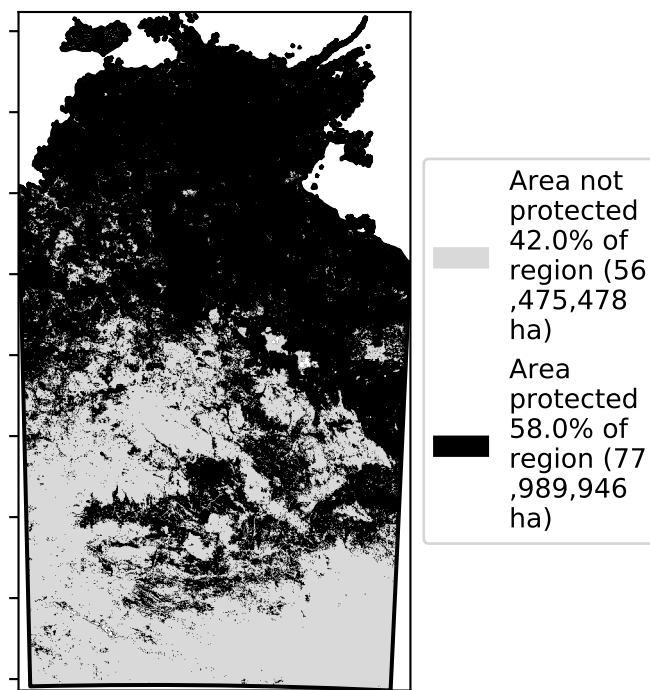 Area not
protected
42.0% of
region (56
,475,478
ha)
Area
protected
58.0% of
region (77
,989,946
ha)